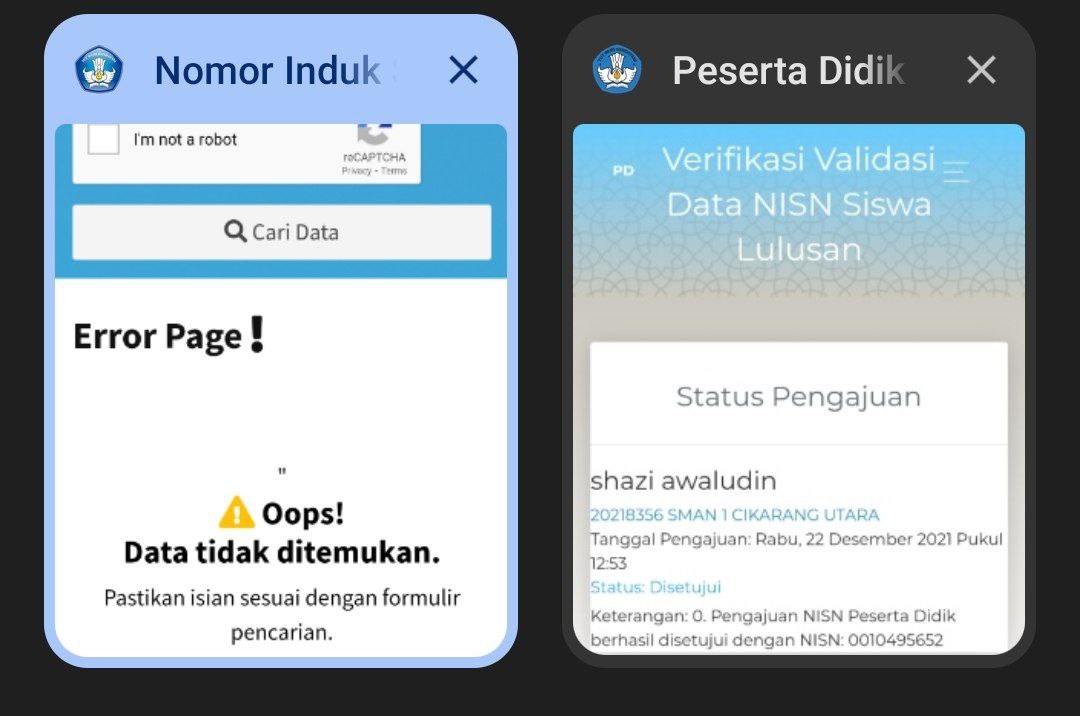 Nomor Induk
Peserta Didik
I'm not a robot
reCAPTCHA
Privacy - Terms
Cari Data
Error Page!
"
Oops!
Data tidak ditemukan.
Pastikan isian sesuai dengan formulir
pencarian.
PD
Verifikasi Validasi
Data NISN Siswa
Lulusan
Status Pengajuan
shazi awaludin
20218356 SMAN 1 CIKARANG UTARA
Tanggal Pengajuan: Rabu, 22 Desember 2021 Pukul
12:53
Status: Disetujui
Keterangan: 0. Pengajuan NISN Peserta Didik
berhasil disetujui dengan NISN: 0010495652